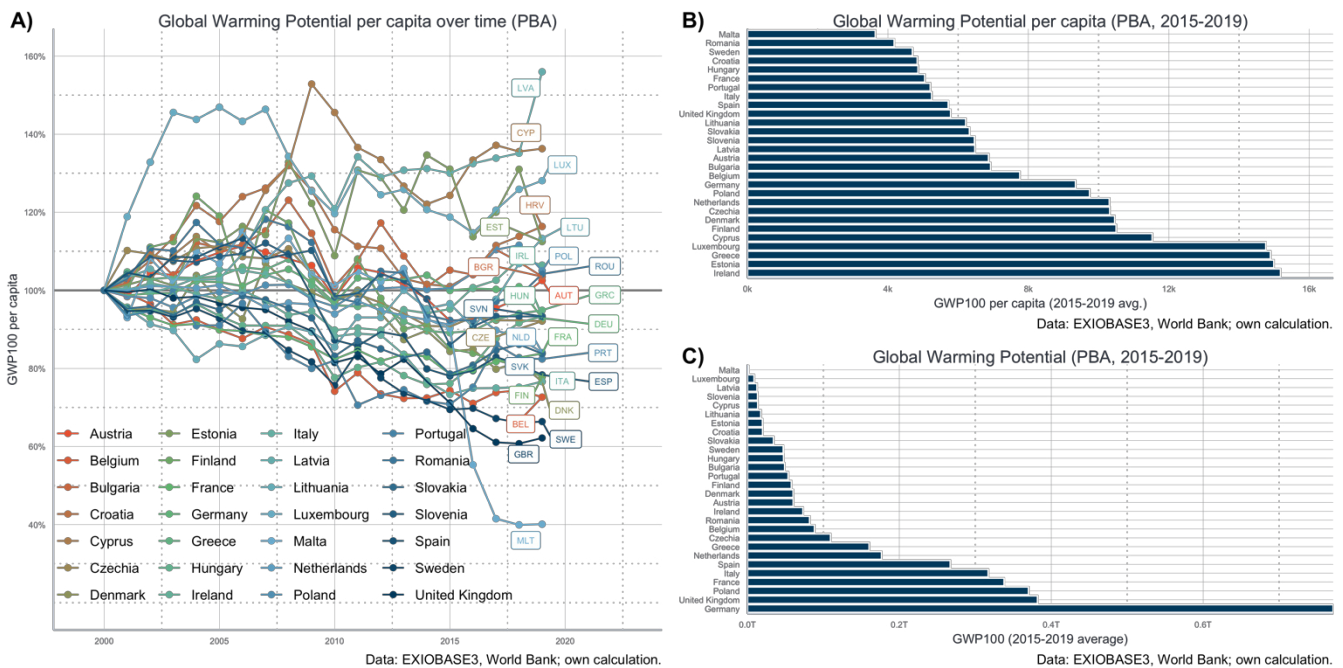 A)
Global Warming Potential per capita over time (PBA)
GWP100 per capita
160%
140%
120%
100%
80%
60%
40%
LVA
CYP
LUX
HRV
EST
LTU
IRL
POL
BGR
ROU
HUN
AUT
GRC
SVN
DEU
CZE
NLD
FRA
PRT
SVK
ITA
ESP
FIN
DNK
BEL
SWE
GBR
MLT
Austria
Estonia
Italy
Portugal
Belgium
Finland
Latvia
Romania
Bulgaria
France
Lithuania
Slovakia
Croatia
Germany
Luxembourg
Slovenia
Cyprus
Greece
Malta
Spain
Czechia
Hungary
Netherlands
Sweden
Denmark
Ireland
Poland
United Kingdom
2000
2005
2010
2015
2020
Data: EXIOBASE3, World Bank; own calculation.
B)
Global Warming Potential per capita (PBA, 2015-2019)
Malta
Romania
Sweden
Croatia
Hungary
France
Portugal
Italy
Spain
United Kingdom
Lithuania
Slovakia
Slovenia
Latvia
Austria
Bulgaria
Belgium
Germany
Poland
Netherlands
Czechia
Denmark
Finland
Cyprus
Luxembourg
Greece
Estonia
Ireland
0k
4k
8k
12k
16k
GWP100 per capita (2015-2019 avg.)
Data: EXIOBASE3, World Bank; own calculation.
C)
Global Warming Potential (PBA, 2015-2019)
Malta
Luxembourg
Latvia
Slovenia
Cyprus
Lithuania
Estonia
Croatia
Slovakia
Sweden
Hungary
Bulgaria
Portugal
Finland
Denmark
Austria
Ireland
Romania
Belgium
Czechia
Greece
Netherlands
Spain
Italy
France
Poland
United Kingdom
Germany
0.0T
0.2T
0.4T
0.6T
GWP100 (2015-2019 average)
Data: EXIOBASE3, World Bank; own calculation.